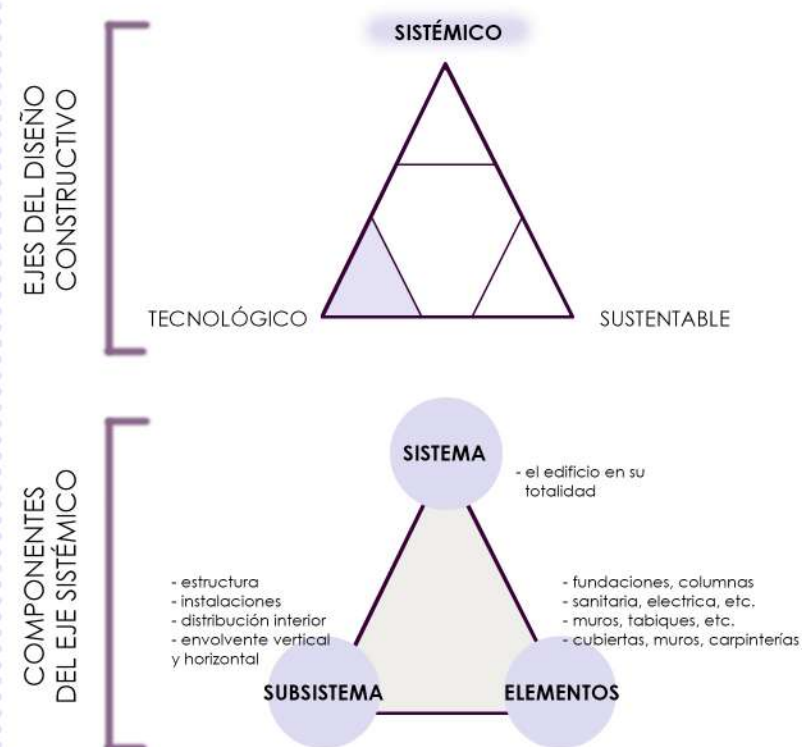 EJES DEL DISEÑO
CONSTRUCTIVO
SISTÉMICO
TECNOLÓGICO
SUSTENTABLE
COMPONENTES
DEL EJE SISTÉMICO
SISTEMA
- el edificio en su
totalidad
- estructura
- instalaciones
- distribución interior
- envolvente vertical
y horizontal
- fundaciones, columnas
- sanitaria, electrica, etc.
- muros, tabiques, etc.
- cubiertas, muros, carpinterías
SUBSISTEMA
ELEMENTOS